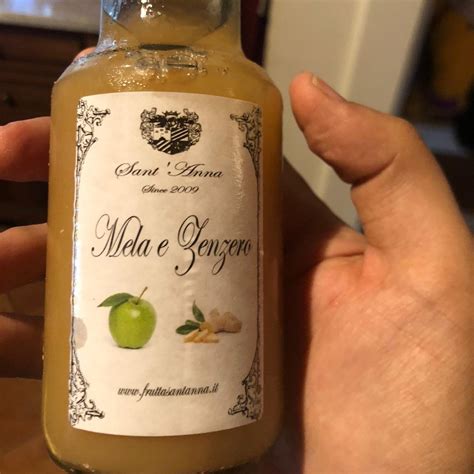 Sant 'Anna
Since 2009
Mela e Zenzero
www.fruttasantanna.it